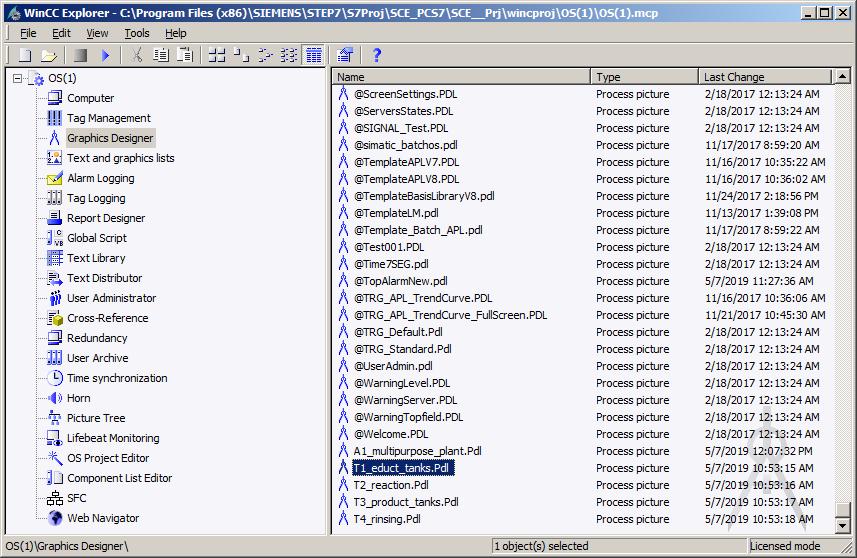 WinCC Explorer - C:\Program Files (x86)\SIEMENS\STEP7\S7Proj\SCE_PCS7\SCE__Prj\wincproj\OS(1)\OS(1).mcp
File Edit View Tools Help
OS(1)
Computer
Tag Management
Graphics Designer
Text and graphics lists
Alarm Logging
Tag Logging
Report Designer
Global Script
Text Library
Text Distributor
User Administrator
Cross-Reference
Redundancy
User Archive
Time synchronization
Horn
Picture Tree
Lifebeat Monitoring
OS Project Editor
Component List Editor
SFC
Web Navigator
Name Type Last Change
@ScreenSettings.PDL Process picture 2/18/2017 12:13:24 AM
@ServersStates.PDL Process picture 2/18/2017 12:13:24 AM
@SIGNAL_Test.PDL Process picture 2/18/2017 12:13:24 AM
@simatic_batchos.pdl Process picture 11/17/2017 8:59:20 AM
@TemplateAPLV7.PDL Process picture 11/16/2017 10:35:22 AM
@TemplateAPLV8.PDL Process picture 11/16/2017 10:36:02 AM
@TemplateBasisLibraryV8.pdl Process picture 11/24/2017 2:18:56 PM
@TemplateLM.pdl Process picture 11/13/2017 1:39:08 PM
@Template_Batch_APL.pdl Process picture 11/17/2017 8:59:22 AM
@Test001.PDL Process picture 2/18/2017 12:13:24 AM
@Time7SEG.pdl Process picture 2/18/2017 12:13:24 AM
@TopAlarmNew.pdl Process picture 5/7/2019 11:27:36 AM
@TRG_APL_TrendCurve.PDL Process picture 11/16/2017 10:36:06 AM
@TRG_APL_TrendCurve_FullScreen.PDL Process picture 11/21/2017 10:45:30 AM
@TRG_Default.Pdl Process picture 2/18/2017 12:13:24 AM
@TRG_Standard.Pdl Process picture 2/18/2017 12:13:24 AM
@UserAdmin.pdl Process picture 2/18/2017 12:13:24 AM
@WarningLevel.PDL Process picture 2/18/2017 12:13:24 AM
@WarningServer.PDL Process picture 2/18/2017 12:13:24 AM
@WarningTopfield.PDL Process picture 2/18/2017 12:13:24 AM
@Welcome.PDL Process picture 2/18/2017 12:13:24 AM
A1_multipurpose_plant.Pdl Process picture 5/7/2019 12:07:32 PM
T1_educt_tanks.Pdl Process picture 5/7/2019 10:53:15 AM
T2_reaction.Pdl Process picture 5/7/2019 10:53:16 AM
T3_product_tanks.Pdl Process picture 5/7/2019 10:53:17 AM
T4_rinsing.Pdl Process picture 5/7/2019 10:53:18 AM
OS(1)\Graphics Designer\ 1 object(s) selected Licensed mode